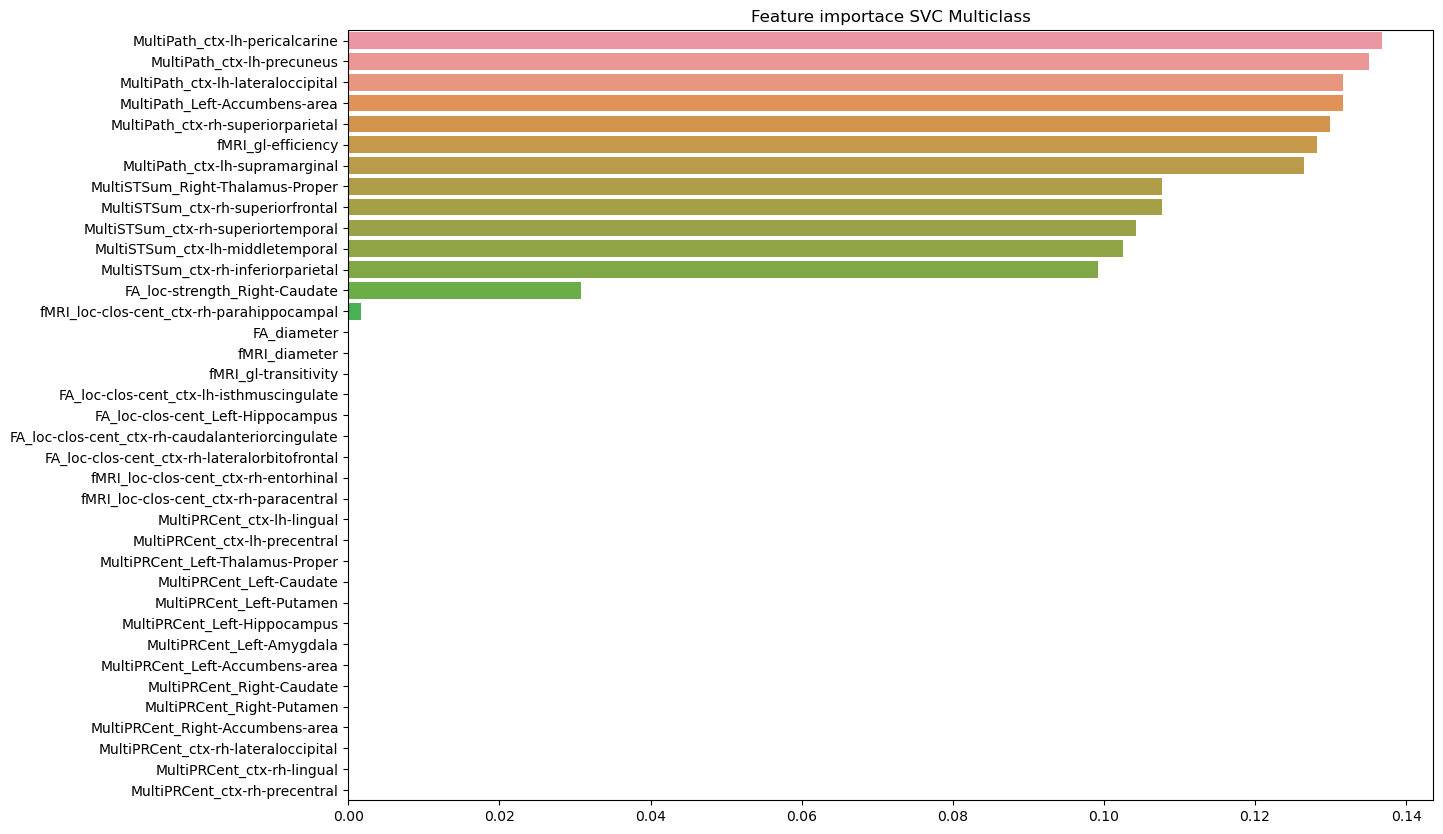 Feature importace SVC Multiclass
MultiPath_ctx-lh-pericalcarine
MultiPath_ctx-lh-precuneus
MultiPath_ctx-lh-lateraloccipital
MultiPath_Left-Accumbens-area
MultiPath_ctx-rh-superiorparietal
fMRI_gl-efficiency
MultiPath_ctx-lh-supramarginal
MultiSTSum_Right-Thalamus-Proper
MultiSTSum_ctx-rh-superiorfrontal
MultiSTSum_ctx-rh-superiortemporal
MultiSTSum_ctx-lh-middletemporal
MultiSTSum_ctx-rh-inferiorparietal
FA_loc-strength_Right-Caudate
fMRI_loc-clos-cent_ctx-rh-parahippocampal
FA_diameter
fMRI_diameter
fMRI_gl-transitivity
FA_loc-clos-cent_ctx-lh-isthmuscingulate
FA_loc-clos-cent_Left-Hippocampus
FA_loc-clos-cent_ctx-rh-caudalanteriorcingulate
FA_loc-clos-cent_ctx-rh-lateralorbitofrontal
fMRI_loc-clos-cent_ctx-rh-entorhinal
fMRI_loc-clos-cent_ctx-rh-paracentral
MultiPRCent_ctx-lh-lingual
MultiPRCent_ctx-lh-precentral
MultiPRCent_Left-Thalamus-Proper
MultiPRCent_Left-Caudate
MultiPRCent_Left-Putamen
MultiPRCent_Left-Hippocampus
MultiPRCent_Left-Amygdala
MultiPRCent_Left-Accumbens-area
MultiPRCent_Right-Caudate
MultiPRCent_Right-Putamen
MultiPRCent_Right-Accumbens-area
MultiPRCent_ctx-rh-lateraloccipital
MultiPRCent_ctx-rh-lingual
MultiPRCent_ctx-rh-precentral
0.00 0.02 0.04 0.06 0.08 0.10 0.12 0.14